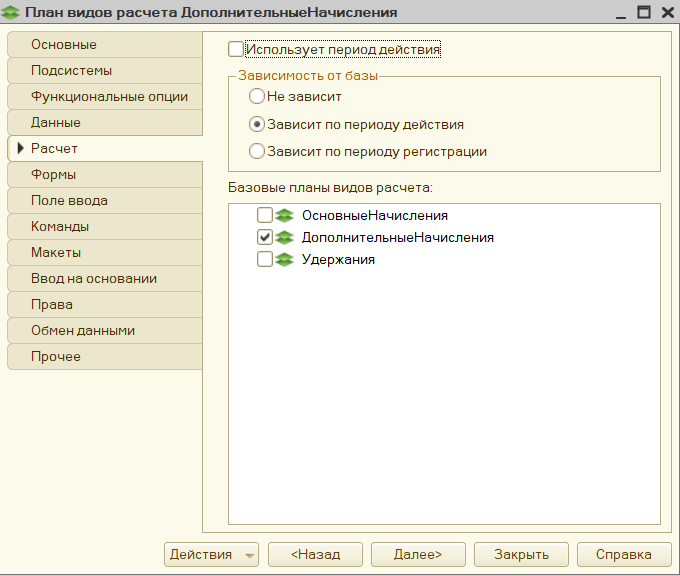 План видов расчета ДополнительныеНачисления
Основные
Подсистемы
Функциональные опции
Данные
Расчет
Формы
Поле ввода
Команды
Макеты
Ввод на основании
Права
Обмен данными
Прочее
Использует период действия
Зависимость от базы
Не зависит
Зависит по периоду действия
Зависит по периоду регистрации
Базовые планы видов расчета:
ОсновныеНачисления
ДополнительныеНачисления
Удержания
Действия
<Назад
Далее>
Закрыть
Справка